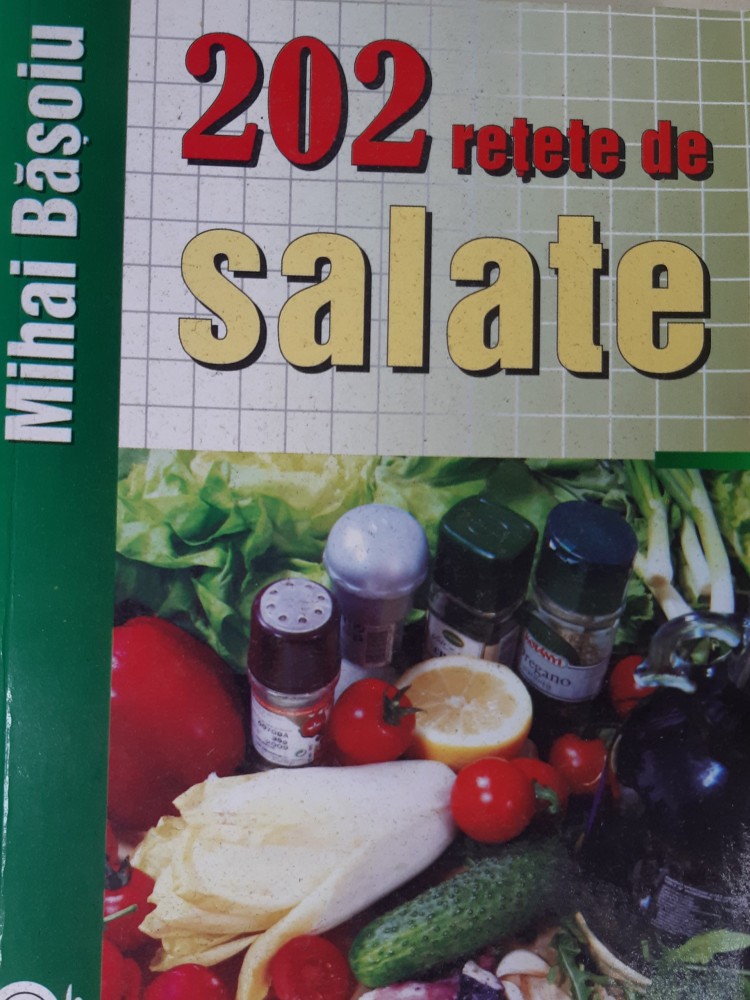 Mihai Bășoiu
202 rețete de
salate
oregano